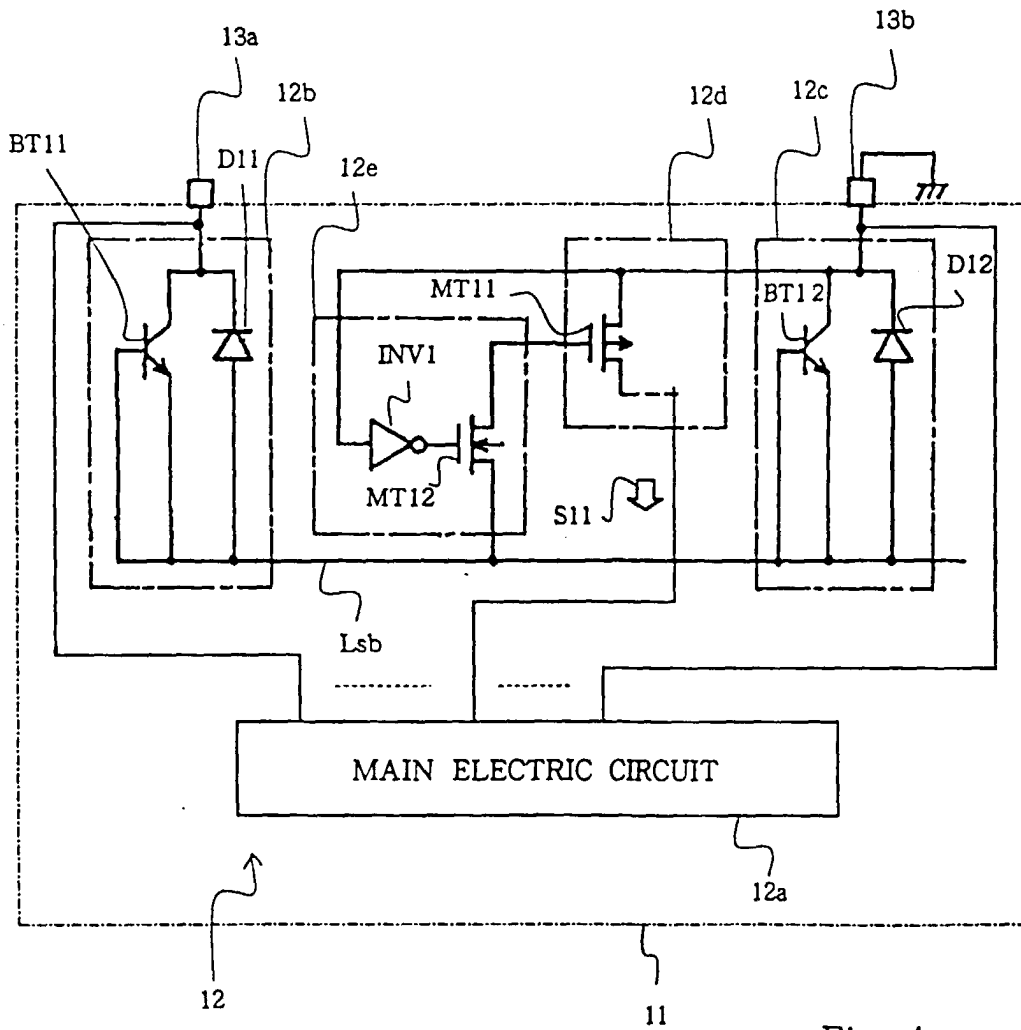 13a
13b
12b
12d
12c
BT11
D11
12e
D12
MT11
BT12
INV1
MT12
S11
Lsb
MAIN ELECTRIC CIRCUIT
12a
12
11